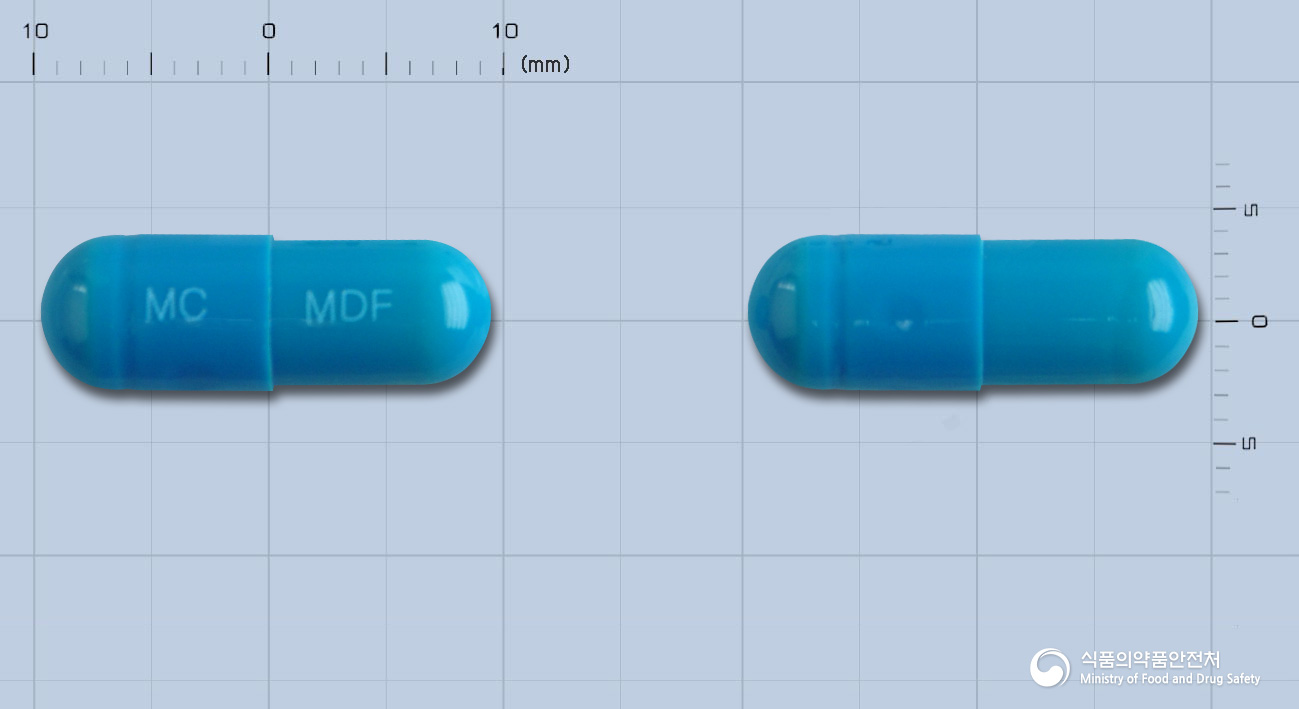 10 0 10
(mm)
MC MDF
5
0
5
식품의약품안전처
Ministry of Food and Drug Safety